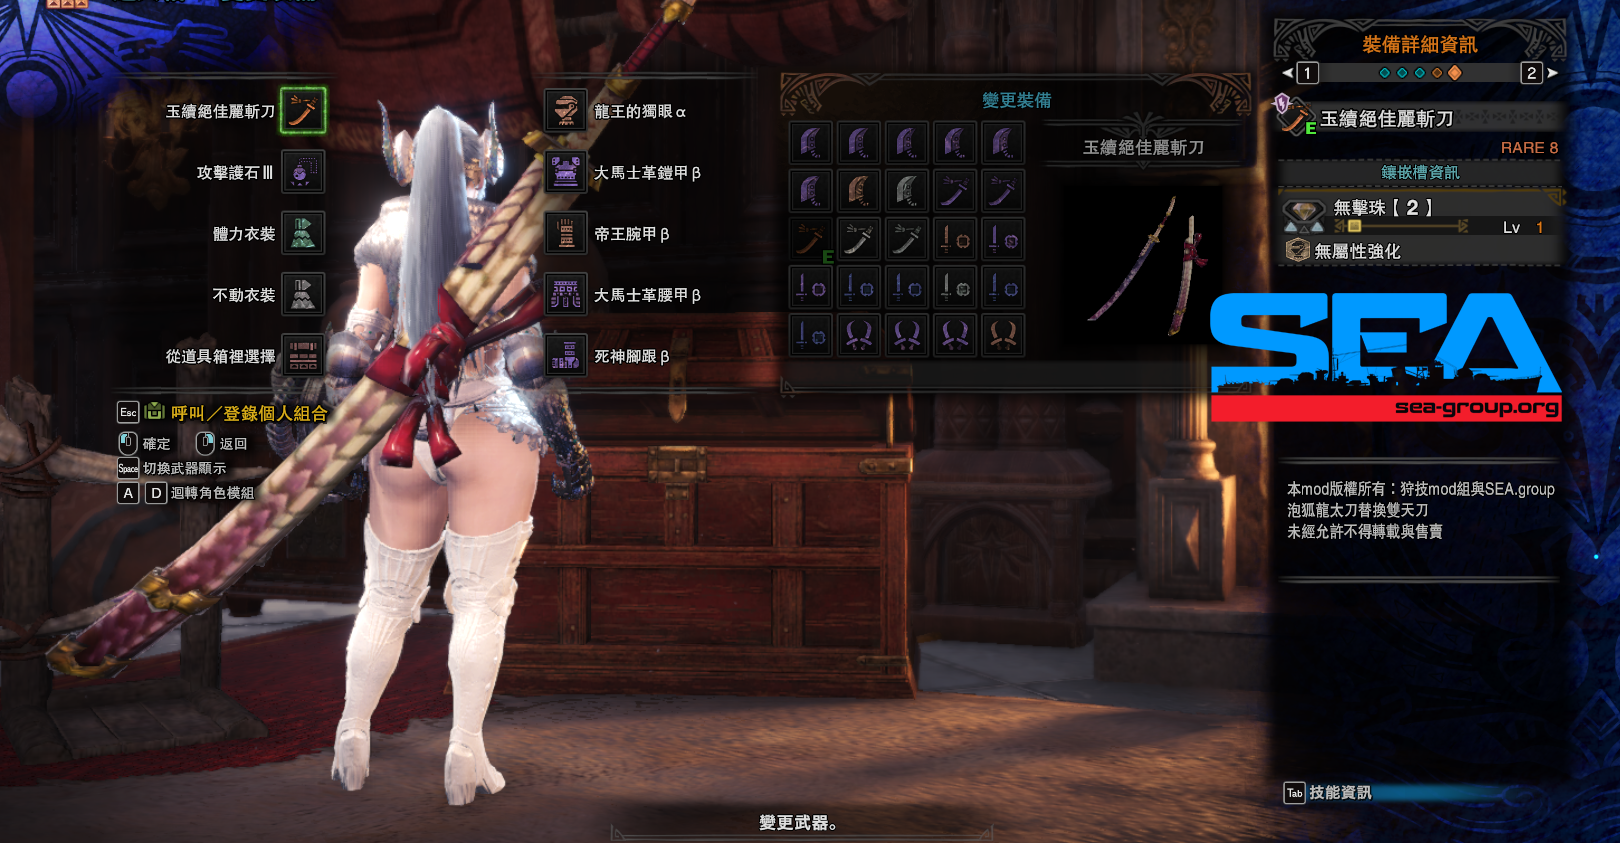 玉續絕佳麗斬刀
攻擊護石Ⅲ
體力衣裝
不動衣裝
從道具箱裡選擇
龍王的獨眼α
大馬士革鎧甲β
帝王腕甲β
大馬士革腰甲β
死神腳跟β
Esc 呼叫／登錄個人組合
確定 返回
Space 切換武器顯示
A D 迴轉角色模組
變更裝備
E
玉續絕佳麗斬刀
裝備詳細資訊
1 2
玉續絕佳麗斬刀
E
RARE 8
鑲嵌槽資訊
無擊珠【２】
Lv 1
無屬性強化
SEA
sea-group.org
本mod版權所有：狩技mod組與SEA.group
泡狐龍太刀替換雙天刀
未經允許不得轉載與售賣
Tab 技能資訊
變更武器。